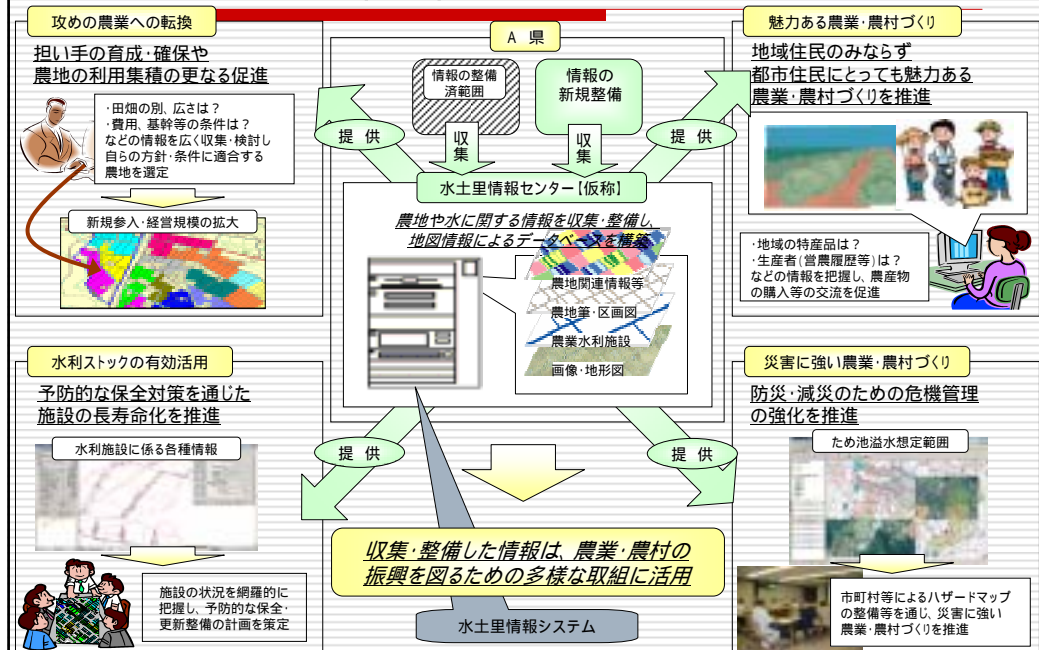 攻めの農業への転換
担い手の育成・確保や
農地の利用集積の更なる促進
・田畑の別、広さは？
・費用、基幹等の条件は？
などの情報を広く収集・検討し
自らの方針・条件に適合する
農地を選定
新規参入・経営規模の拡大
A 県
情報の整備
済範囲
情報の
新規整備
収集
収集
提 供
提 供
水土里情報センター【仮称】
農地や水に関する情報を収集・整備し、
地図情報によるデータベースを構築
農地関連情報等
農地筆・区画図
農業水利施設
画像・地形図
魅力ある農業・農村づくり
地域住民のみならず
都市住民にとっても魅力ある
農業・農村づくりを推進
・地域の特産品は？
・生産者(営農履歴等)は？
などの情報を把握し、農産物
の購入等の交流を促進
水利ストックの有効活用
予防的な保全対策を通じた
施設の長寿命化を推進
水利施設に係る各種情報
施設の状況を網羅的に
把握し、予防的な保全・
更新整備の計画を策定
提 供
提 供
収集・整備した情報は、農業・農村の
振興を図るための多様な取組に活用
水土里情報システム
災害に強い農業・農村づくり
防災・減災のための危機管理
の強化を推進
ため池溢水想定範囲
市町村等によるハザードマップ
の整備等を通じ、災害に強い
農業・農村づくりを推進